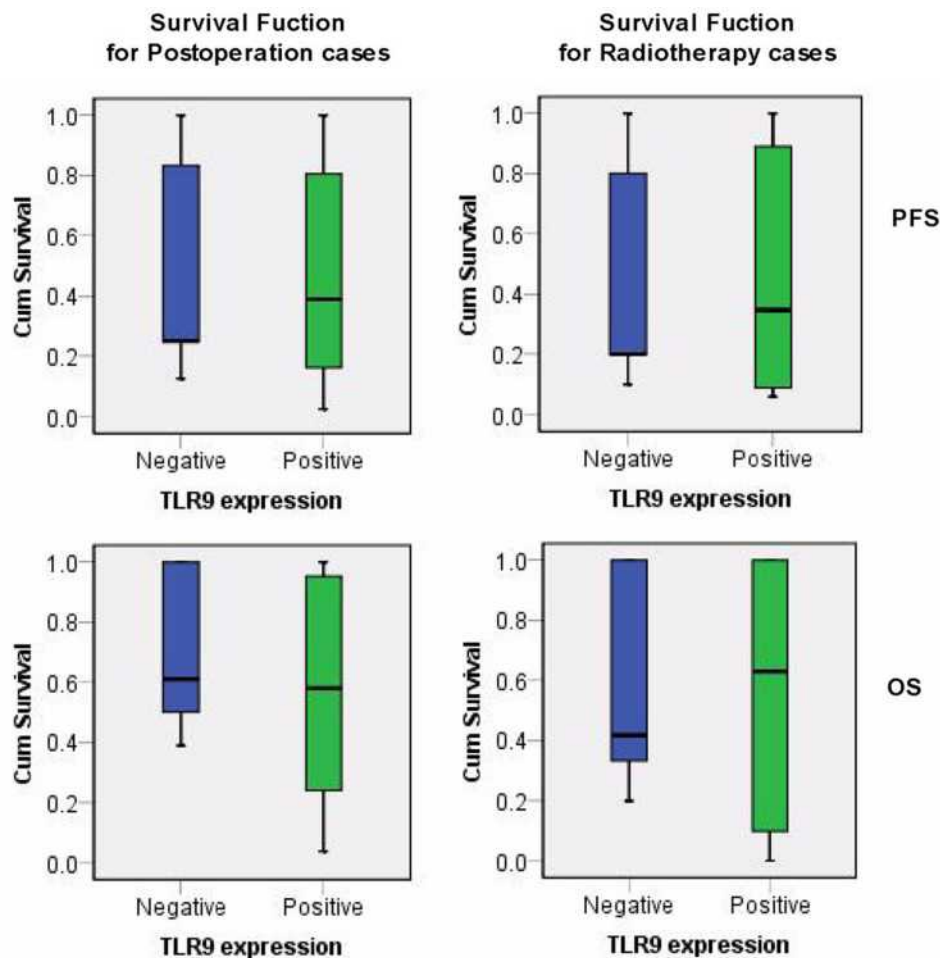 Survival Fuction
for Postoperation cases
Survival Fuction
for Radiotherapy cases
Cum Survival
1.0
0.8
0.6
0.4
0.2
0.0
Negative Positive
TLR9 expression
Cum Survival
1.0
0.8
0.6
0.4
0.2
0.0
Negative Positive
TLR9 expression
PFS
Cum Survival
1.0
0.8
0.6
0.4
0.2
0.0
Negative Positive
TLR9 expression
Cum Survival
1.0
0.8
0.6
0.4
0.2
0.0
Negative Positive
TLR9 expression
OS